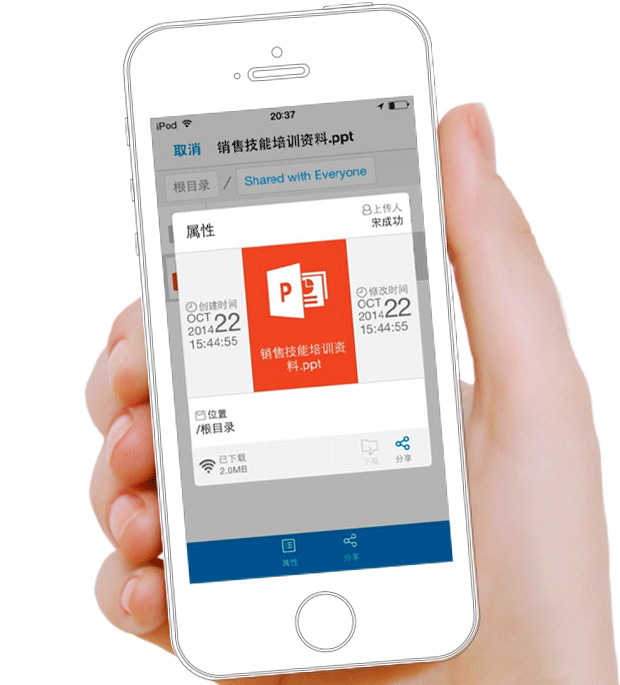 iPod 20:37
取消 销售技能培训资料.ppt
根目录 / Shared with Everyone
属性
上传人
宋成功
创建时间
OCT
2014 22
15:44:55
P
销售技能培训资
料.ppt
修改时间
OCT
2014 22
15:44:55
位置
/根目录
已下载
2.0MB
下载
分享
属性
分享